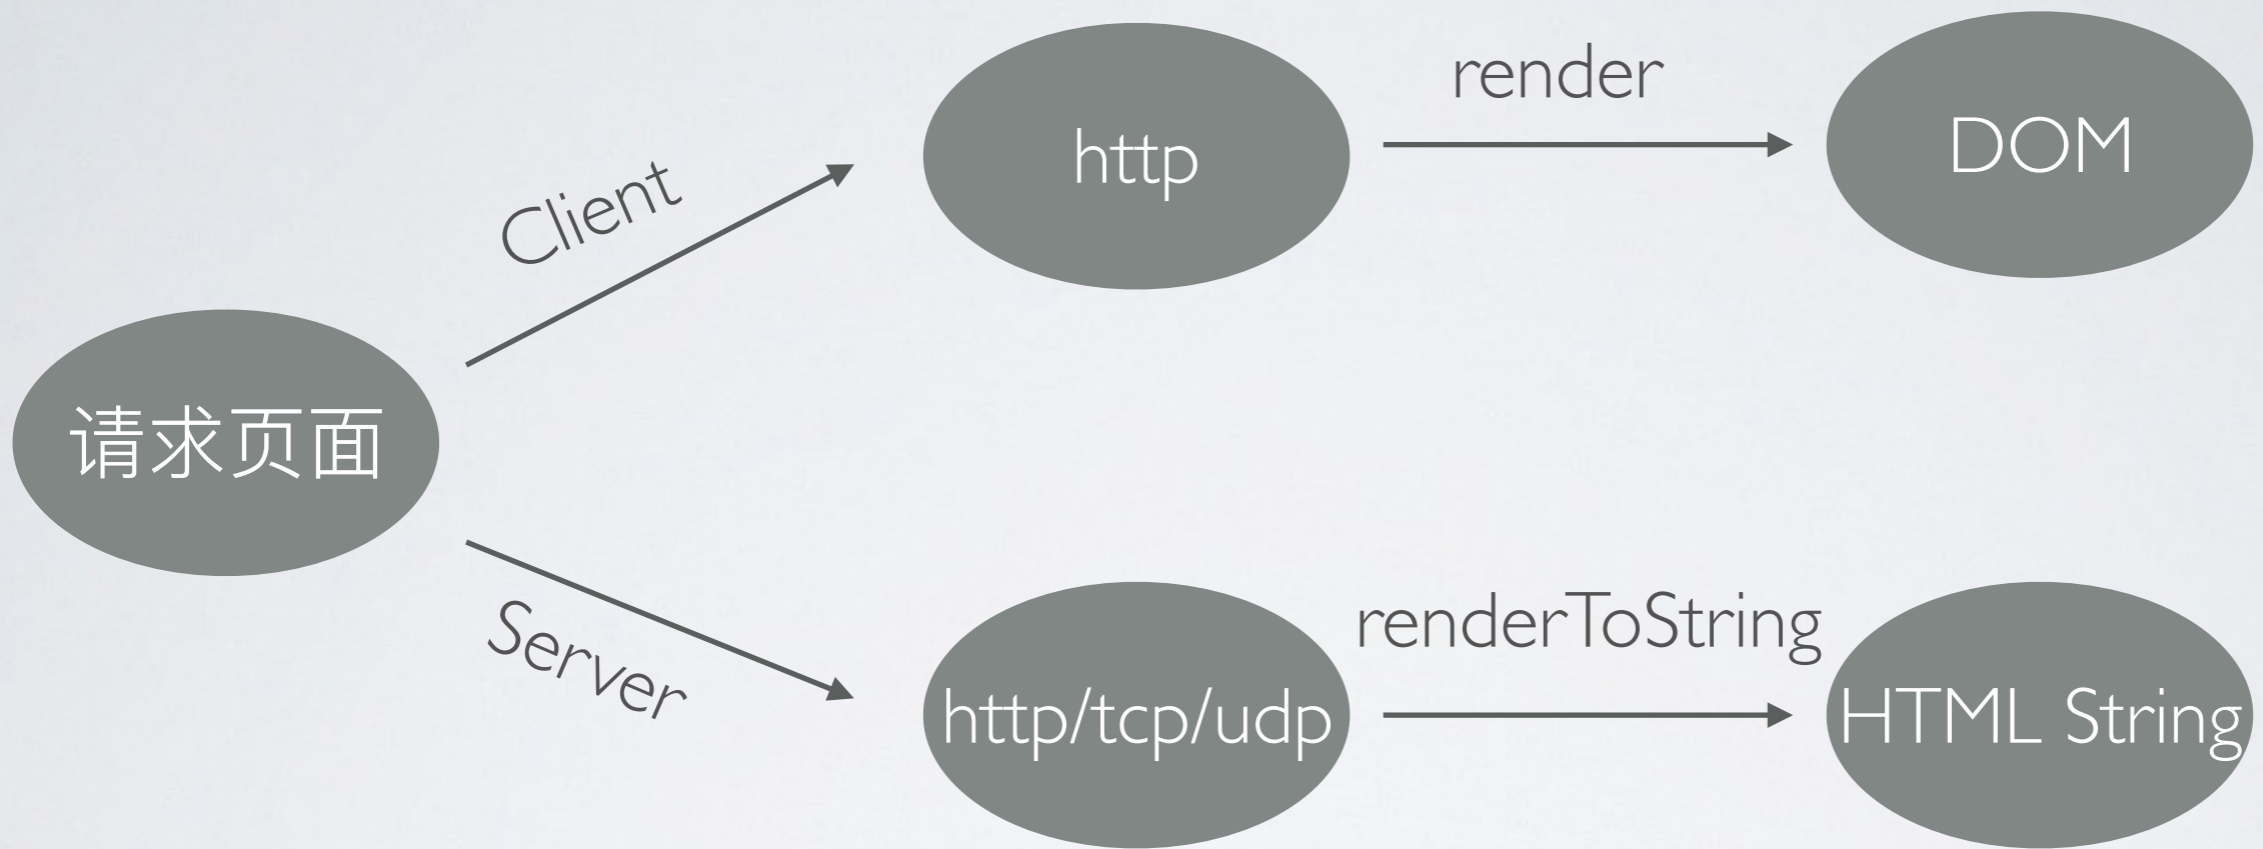 render
http
DOM
Client
请求页面
renderToString
Server
http/tcp/udp
HTML String